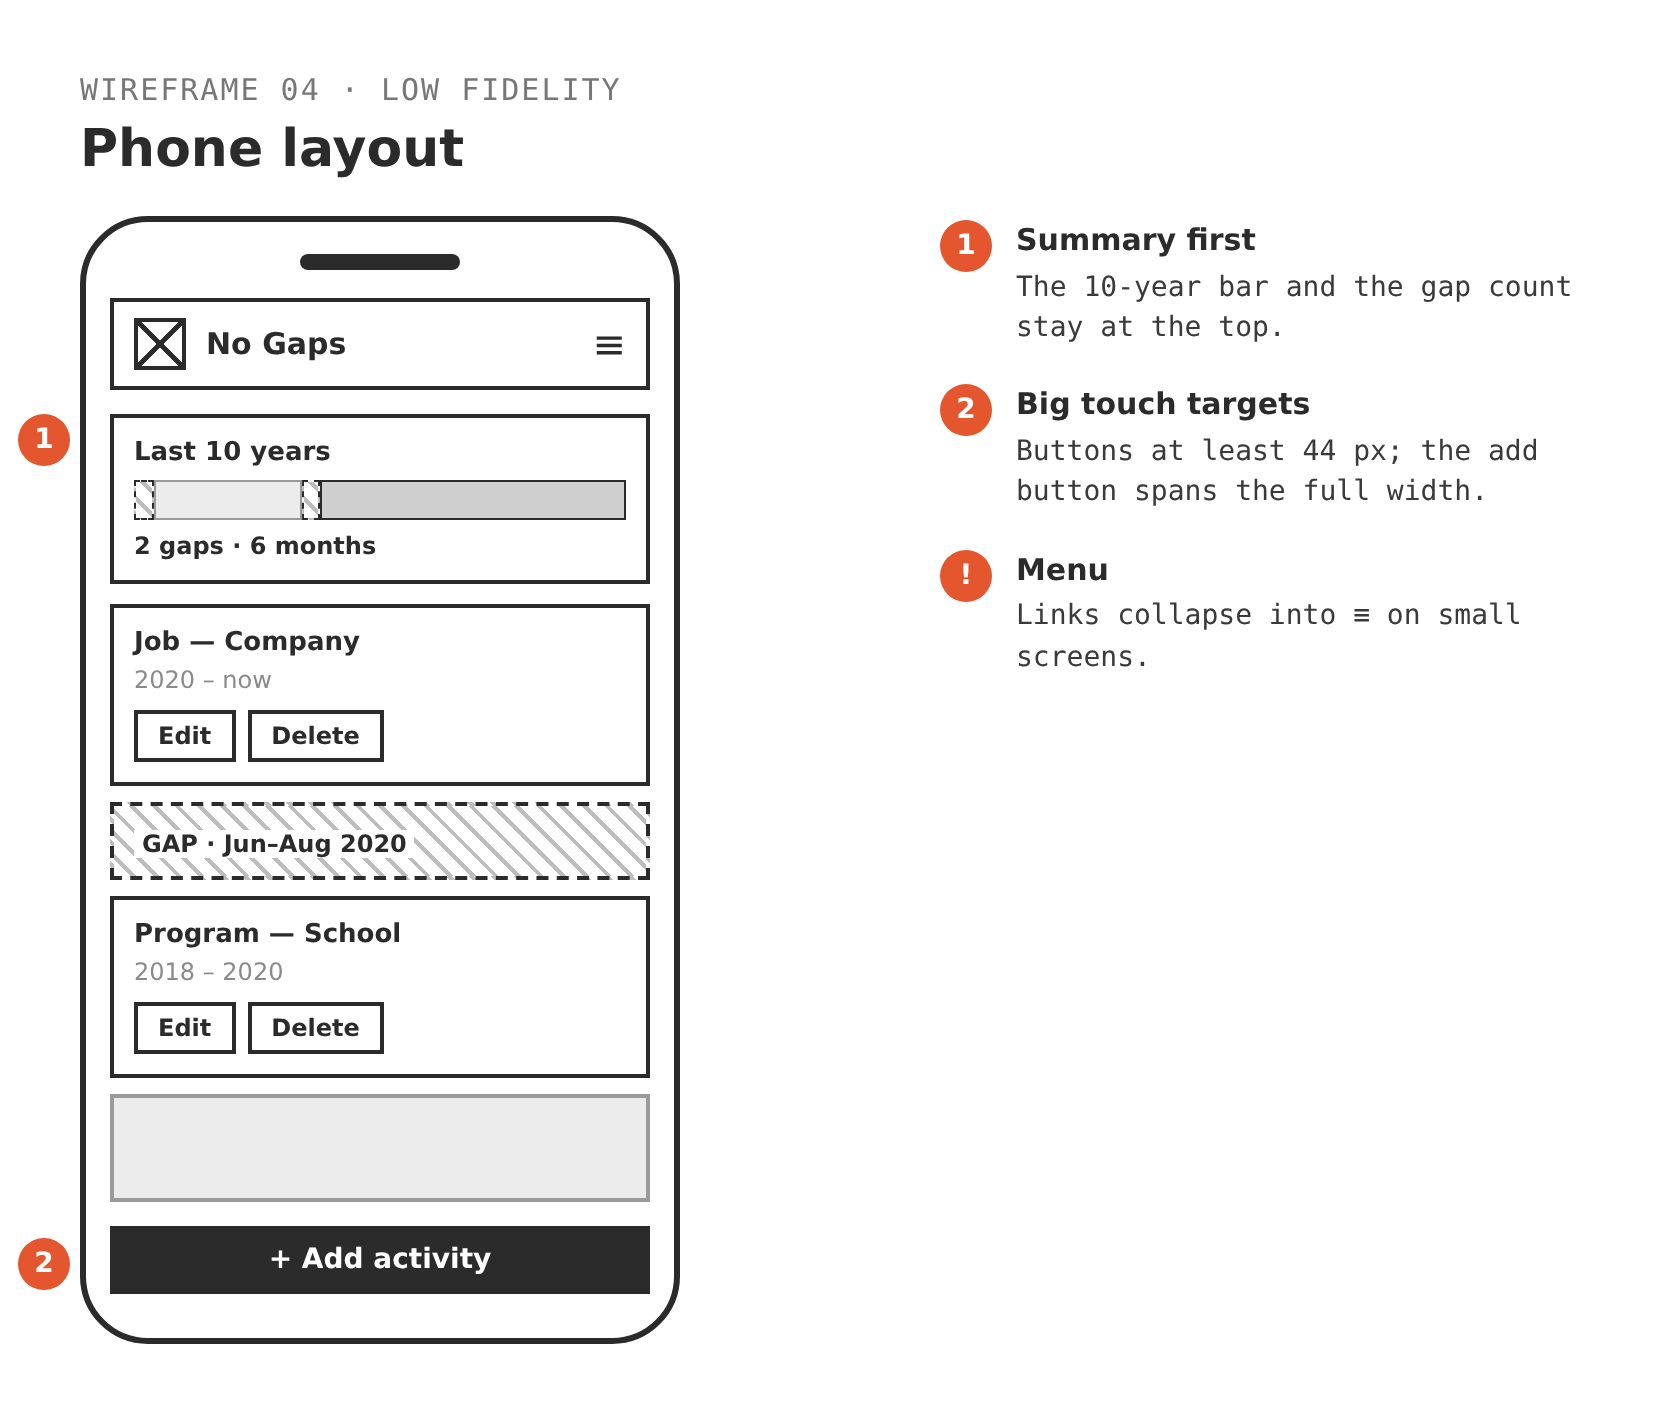 WIREFRAME 04 · LOW FIDELITY
Phone layout
No Gaps ≡
1
Last 10 years
2 gaps · 6 months
Job — Company
2020 – now
Edit Delete
GAP · Jun–Aug 2020
Program — School
2018 – 2020
Edit Delete
2
+ Add activity
1 Summary first
The 10-year bar and the gap count
stay at the top.
2 Big touch targets
Buttons at least 44 px; the add
button spans the full width.
! Menu
Links collapse into ≡ on small
screens.